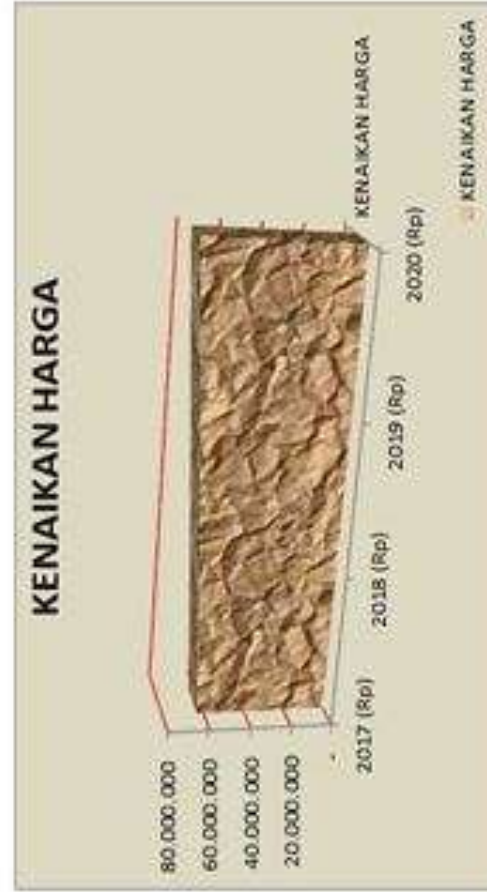 KENAIKAN HARGA
80.000.000
60.000.000
40.000.000
20.000.000
-
2017 (Rp)
2018 (Rp)
2019 (Rp)
2020 (Rp)
KENAIKAN HARGA
KENAIKAN HARGA